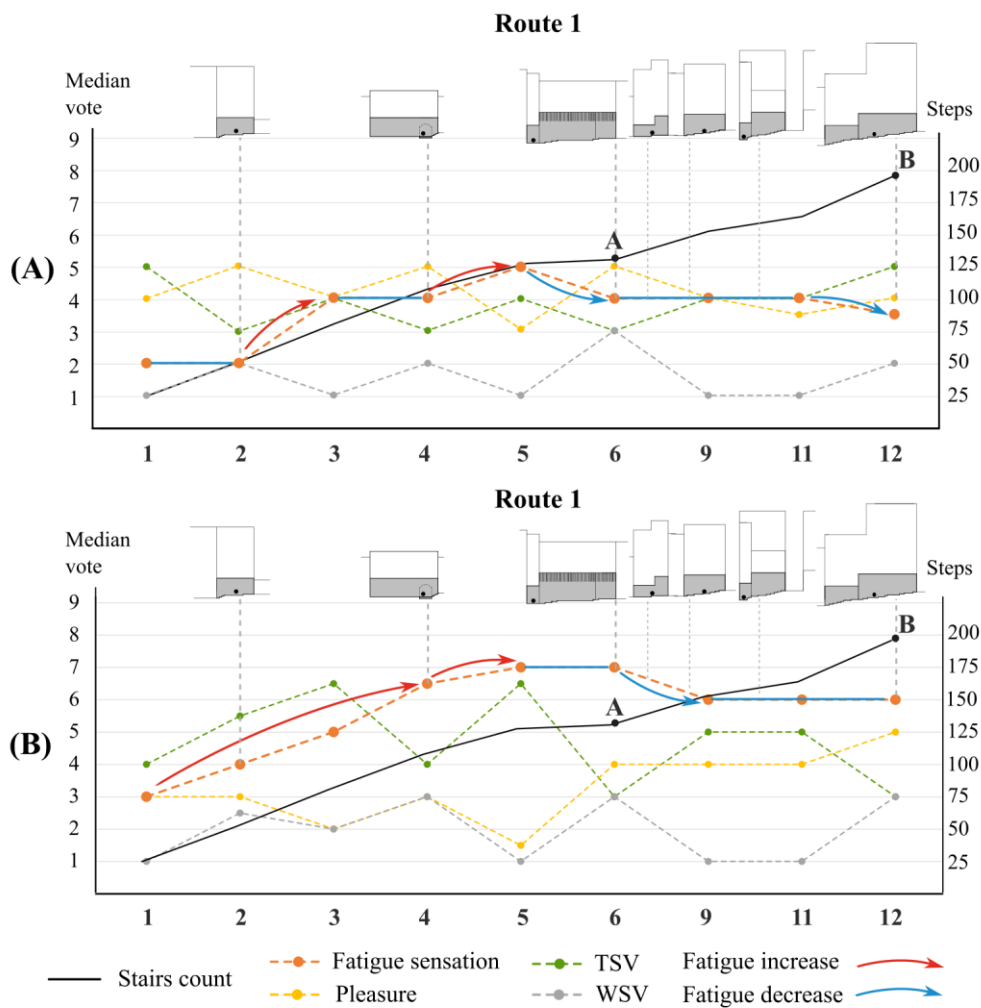 Route 1
Median vote
Steps
9
8
7
6
5
4
3
2
1
200
175
150
125
100
75
50
25
(A)
A
B
1 2 3 4 5 6 9 11 12
Route 1
Median vote
Steps
9
8
7
6
5
4
3
2
1
200
175
150
125
100
75
50
25
(B)
A
B
1 2 3 4 5 6 9 11 12
Stairs count
Fatigue sensation
Pleasure
TSV
WSV
Fatigue increase
Fatigue decrease